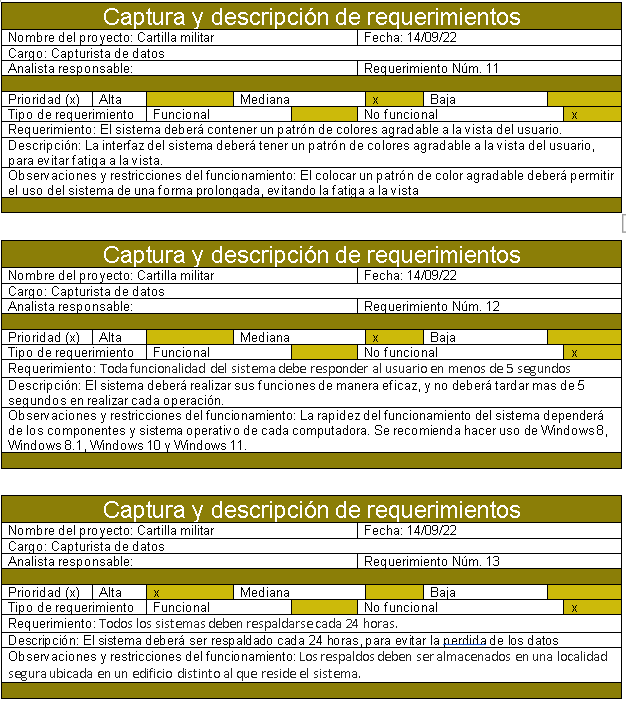 Captura y descripción de requerimientos
Nombre del proyecto: Cartilla militar Fecha: 14/09/22
Cargo: Capturista de datos
Analista responsable: Requerimiento Núm. 11
Prioridad (x) Alta Mediana x Baja
Tipo de requerimiento Funcional No funcional x
Requerimiento: El sistema deberá contener un patrón de colores agradable a la vista del usuario.
Descripción: La interfaz del sistema deberá tener un patrón de colores agradable a la vista del usuario,
para evitar fatiga a la vista.
Observaciones y restricciones del funcionamiento: El colocar un patrón de color agradable deberá permitir
el uso del sistema de una forma prolongada, evitando la fatiga a la vista
Captura y descripción de requerimientos
Nombre del proyecto: Cartilla militar Fecha: 14/09/22
Cargo: Capturista de datos
Analista responsable: Requerimiento Núm. 12
Prioridad (x) Alta Mediana x Baja
Tipo de requerimiento Funcional No funcional x
Requerimiento: Toda funcionalidad del sistema debe responder al usuario en menos de 5 segundos
Descripción: El sistema deberá realizar sus funciones de manera eficaz, y no deberá tardar mas de 5
segundos en realizar cada operación.
Observaciones y restricciones del funcionamiento: La rapidez del funcionamiento del sistema dependerá
de los componentes y sistema operativo de cada computadora. Se recomienda hacer uso de Windows 8,
Windows 8.1, Windows 10 y Windows 11.
Captura y descripción de requerimientos
Nombre del proyecto: Cartilla militar Fecha: 14/09/22
Cargo: Capturista de datos
Analista responsable: Requerimiento Núm. 13
Prioridad (x) Alta x Mediana Baja
Tipo de requerimiento Funcional No funcional x
Requerimiento: Todos los sistemas deben respaldarse cada 24 horas.
Descripción: El sistema deberá ser respaldado cada 24 horas, para evitar la perdida de los datos
Observaciones y restricciones del funcionamiento: Los respaldos deben ser almacenados en una localidad
segura ubicada en un edificio distinto al que reside el sistema.